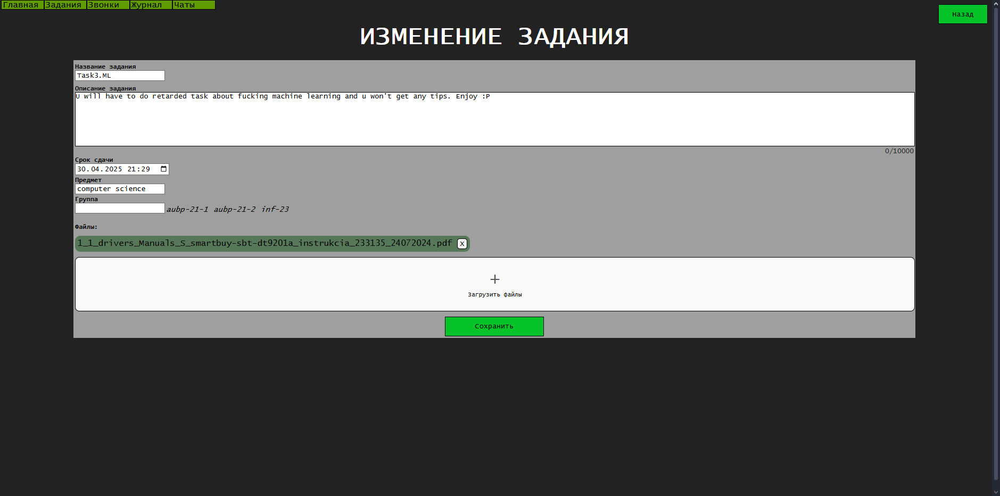 Главная Задания Звонки Журнал Чаты
Назад
ИЗМЕНЕНИЕ ЗАДАНИЯ
Название задания
Task3.ML
Описание задания
U will have to do retarded task about fucking machine learning and u won't get any tips. Enjoy :P
0/10000
Срок сдачи
30.04.2025 21:29
Предмет
computer science
Группа
aubp-21-1 aubp-21-2 inf-23
Файлы:
1_1_drivers_Manuals_S_smartbuy-sbt-dt9201a_instrukcia_233135_24072024.pdf x
+
Загрузить файлы
Сохранить